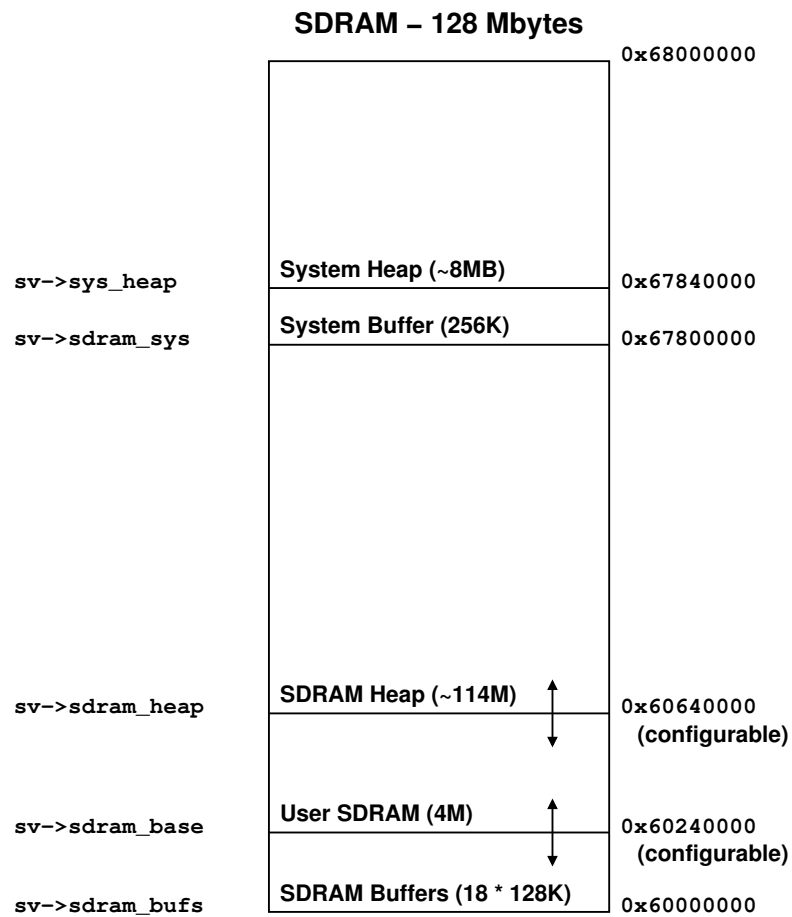 SDRAM – 128 Mbytes
0x68000000
System Heap (~8MB)
sv->sys_heap
0x67840000
System Buffer (256K)
sv->sdram_sys
0x67800000
SDRAM Heap (~114M)
sv->sdram_heap
0x60640000
(configurable)
User SDRAM (4M)
sv->sdram_base
0x60240000
(configurable)
SDRAM Buffers (18 * 128K)
sv->sdram_bufs
0x60000000